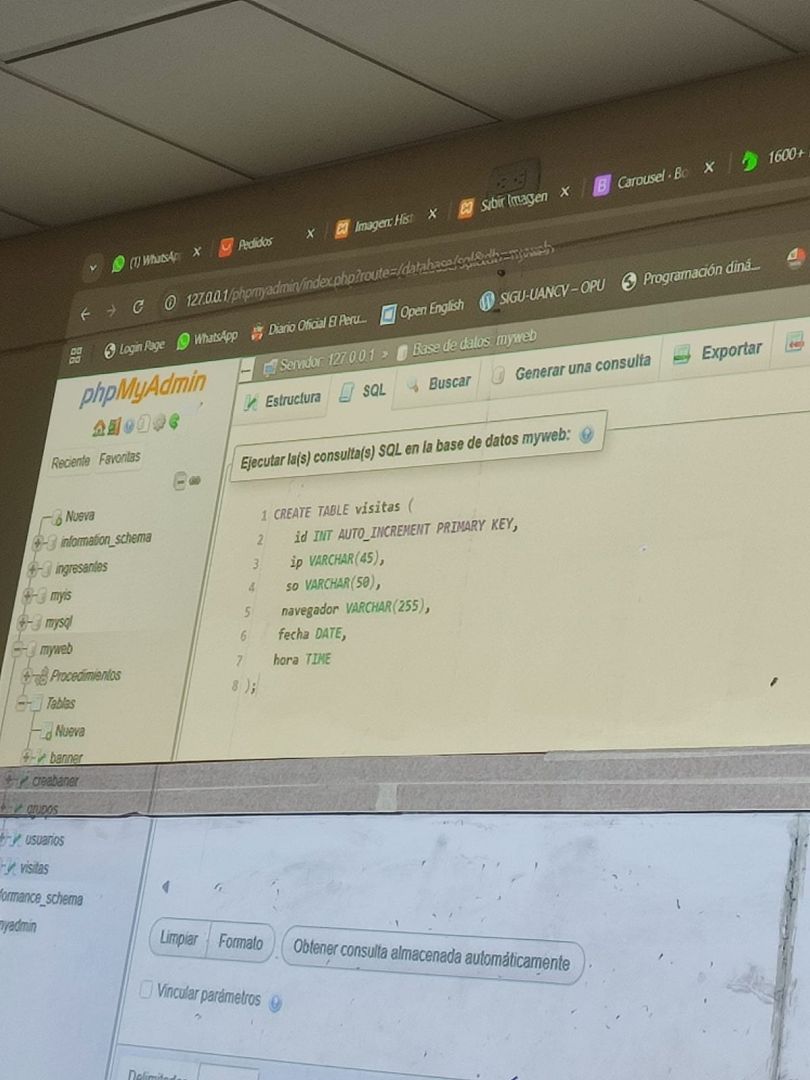 (1) WhatsAp
Pedidos
Imagen: Hist
Subir Imagen
Carousel · Bo
1600+
127.0.0.1/phpmyadmin/index.php?route=/database/sql&db=myweb
Login Page
WhatsApp
Diario Oficial El Peru...
Open English
SIGU-UANCV – OPU
Programación diná...
phpMyAdmin
Servidor: 127.0.0.1 » Base de datos: myweb
Estructura
SQL
Buscar
Generar una consulta
Exportar
Reciente Favoritas
Nueva
information_schema
ingresantes
myis
mysql
myweb
Procedimientos
Tablas
Nueva
banner
creabaner
grupos
usuarios
visitas
formance_schema
myadmin
Ejecutar la(s) consulta(s) SQL en la base de datos myweb:
1 CREATE TABLE visitas (
2 id INT AUTO_INCREMENT PRIMARY KEY,
3 ip VARCHAR(45),
4 so VARCHAR(50),
5 navegador VARCHAR(255),
6 fecha DATE,
7 hora TIME
8 );
Limpiar
Formato
Obtener consulta almacenada automáticamente
Vincular parámetros